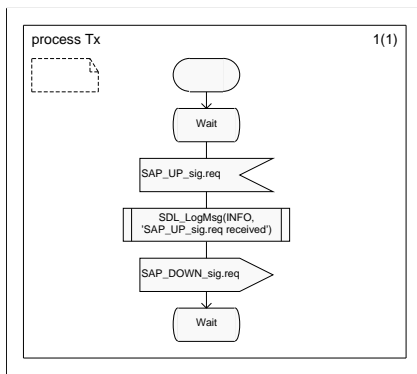 process Tx
1(1)
Wait
SAP_UP_sig.req
SDL_LogMsg(INFO,
'SAP_UP_sig.req received')
SAP_DOWN_sig.req
Wait